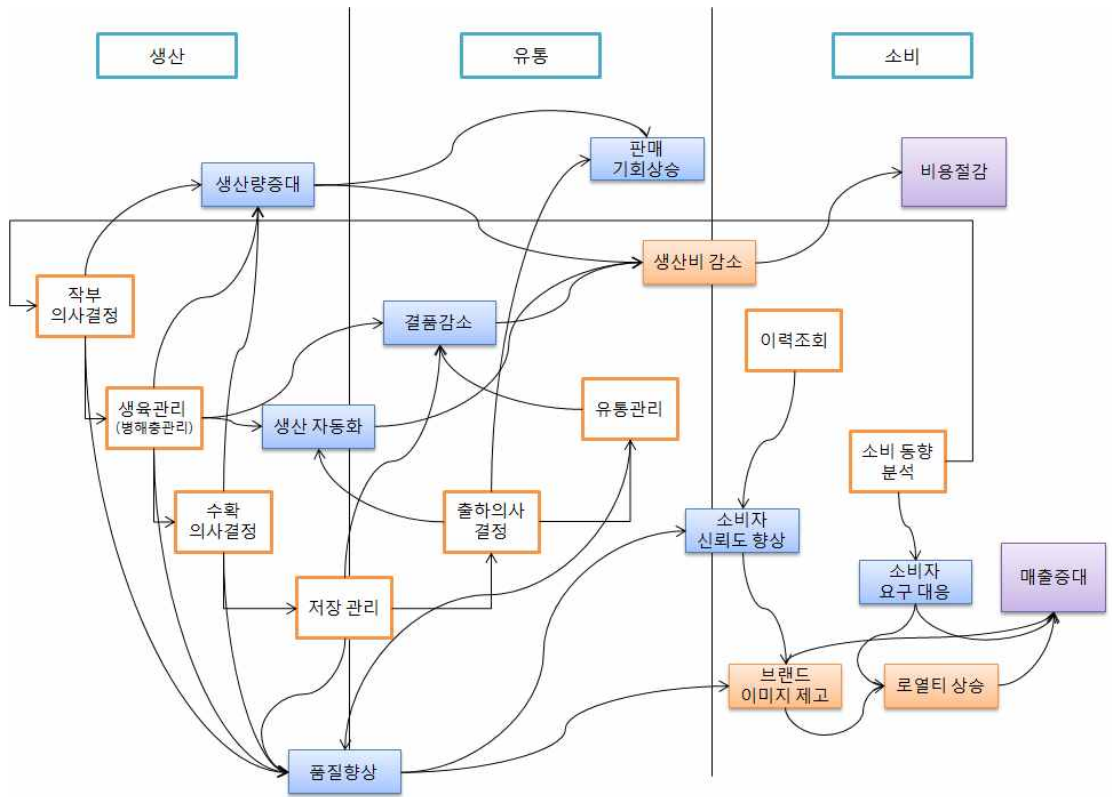 생산
유통
소비
판매
기회상승
비용절감
생산량증대
생산비 감소
작부
의사결정
결품감소
이력조회
생육관리
(병해충관리)
생산 자동화
유통관리
소비 동향
분석
수확
의사결정
출하의사
결정
소비자
신뢰도 향상
소비자
요구 대응
매출증대
저장 관리
브랜드
이미지 제고
로열티 상승
품질향상